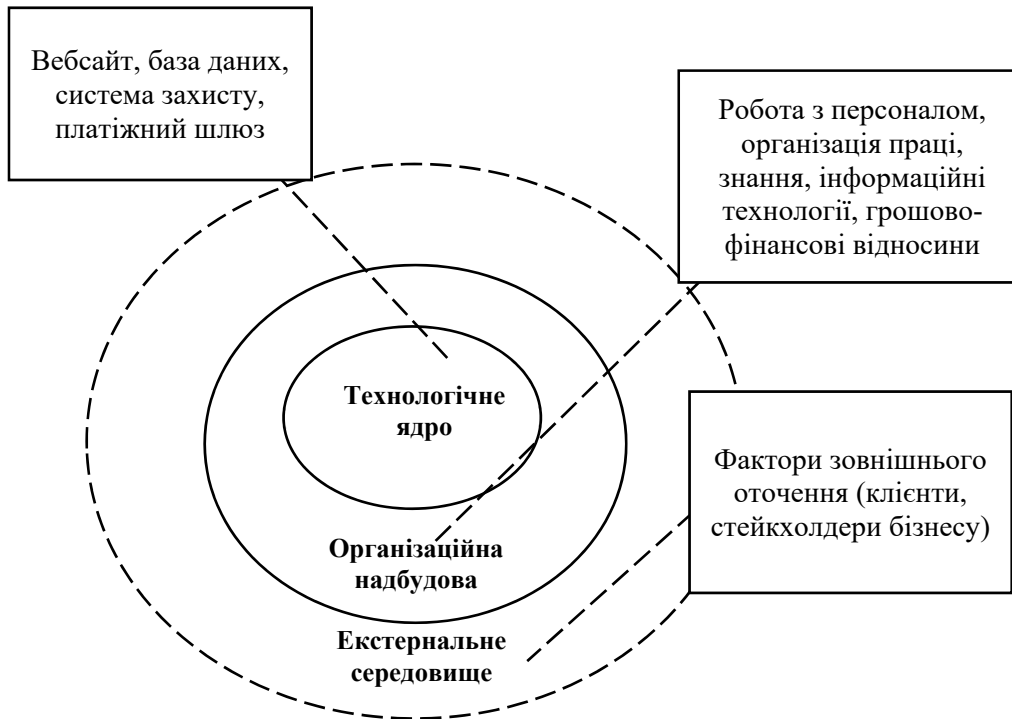 Вебсайт, база даних,
система захисту,
платіжний шлюз
Робота з персоналом,
організація праці,
знання, інформаційні
технології, грошово-
фінансові відносини
Технологічне
ядро
Фактори зовнішнього
оточення (клієнти,
стейкхолдери бізнесу)
Організаційна
надбудова
Екстернальне
середовище